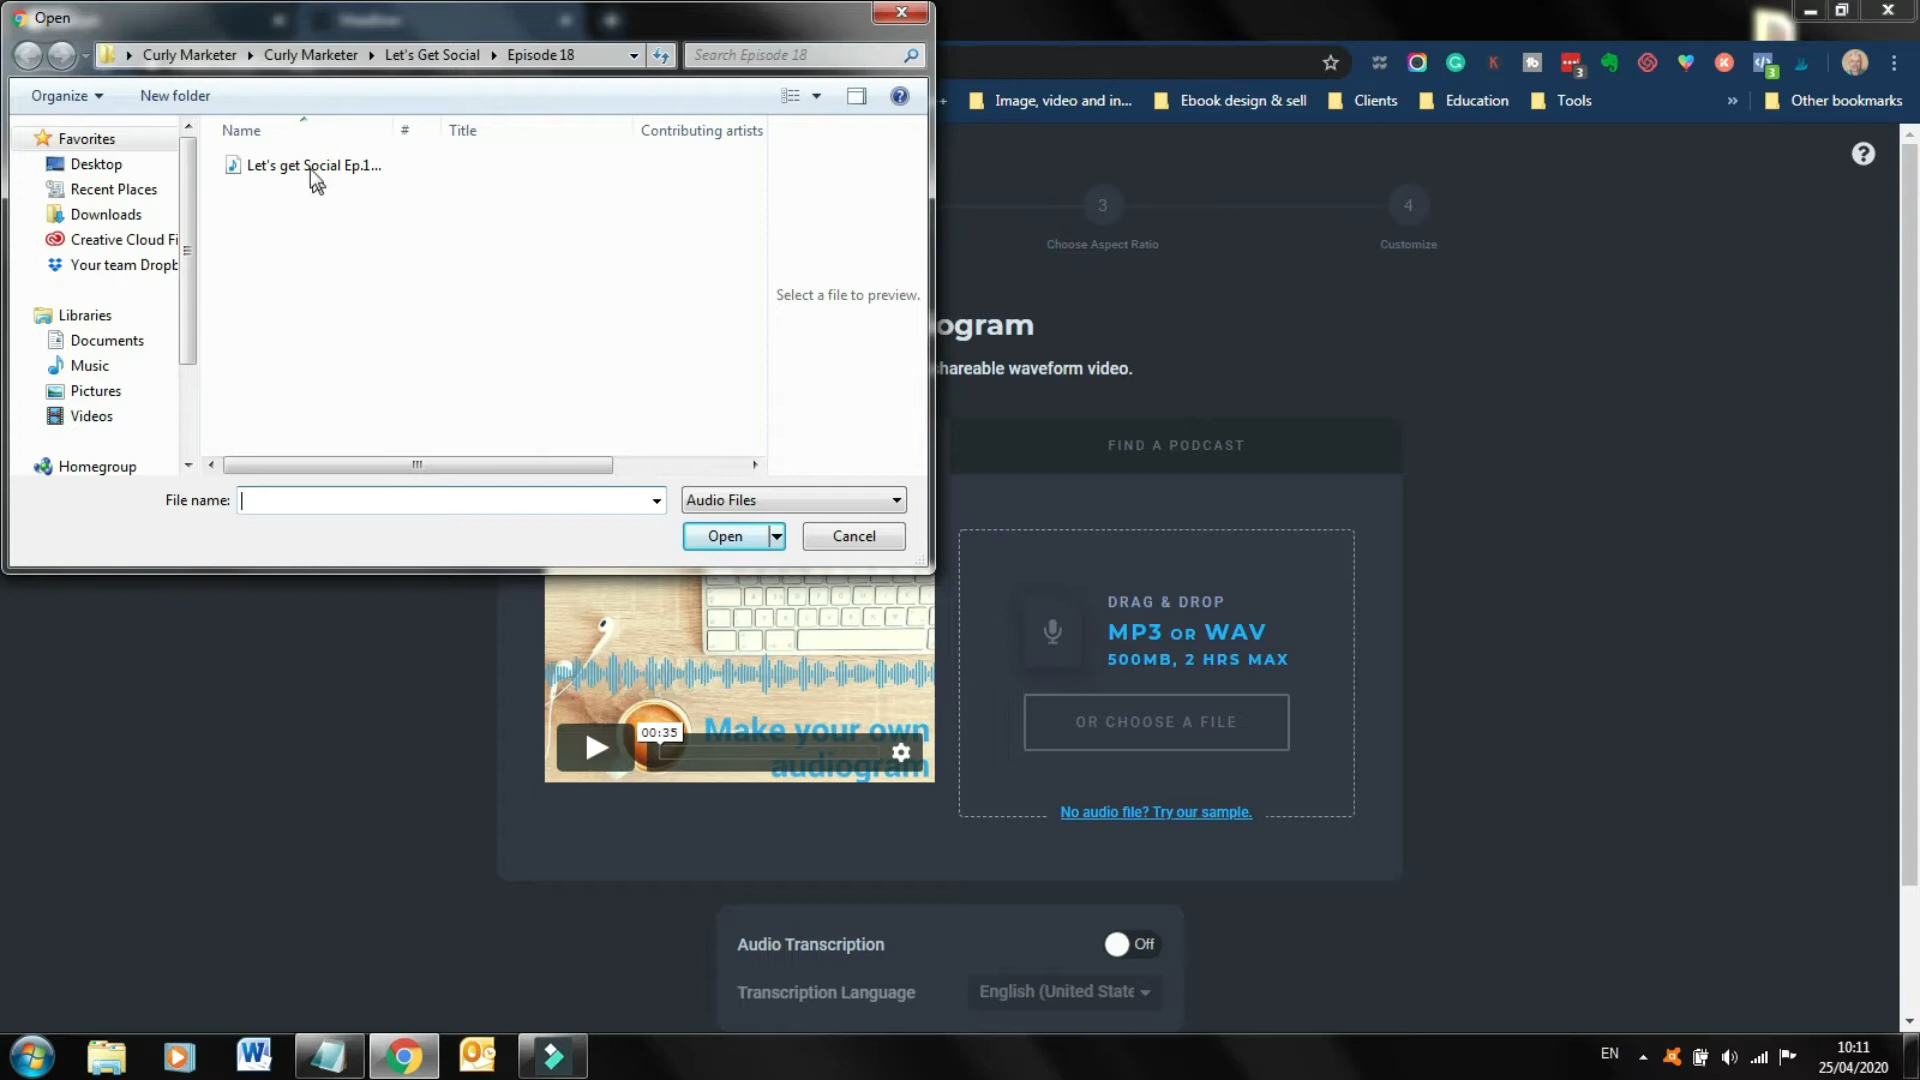 Open
Curly Marketer
Curly Marketer
Let's Get Social
Episode 18
Search Episode 18
Organize
New folder
Name
#
Title
Contributing artists
Favorites
Desktop
Recent Places
Downloads
Creative Cloud Fi
Your team Dropb
Libraries
Documents
Music
Pictures
Videos
Homegroup
Let's get Social Ep.1...
Select a file to preview.
File name:
Audio Files
Open
Cancel
Image, video and in...
Ebook design & sell
Clients
Education
Tools
»
Other bookmarks
3
Choose Aspect Ratio
4
Customize
ogram
shareable waveform video.
FIND A PODCAST
DRAG & DROP
MP3 OR WAV
500MB, 2 HRS MAX
OR CHOOSE A FILE
No audio file? Try our sample.
00:35
Make your own
audiogram
Audio Transcription
Off
Transcription Language
English (United State
EN
10:11
25/04/2020